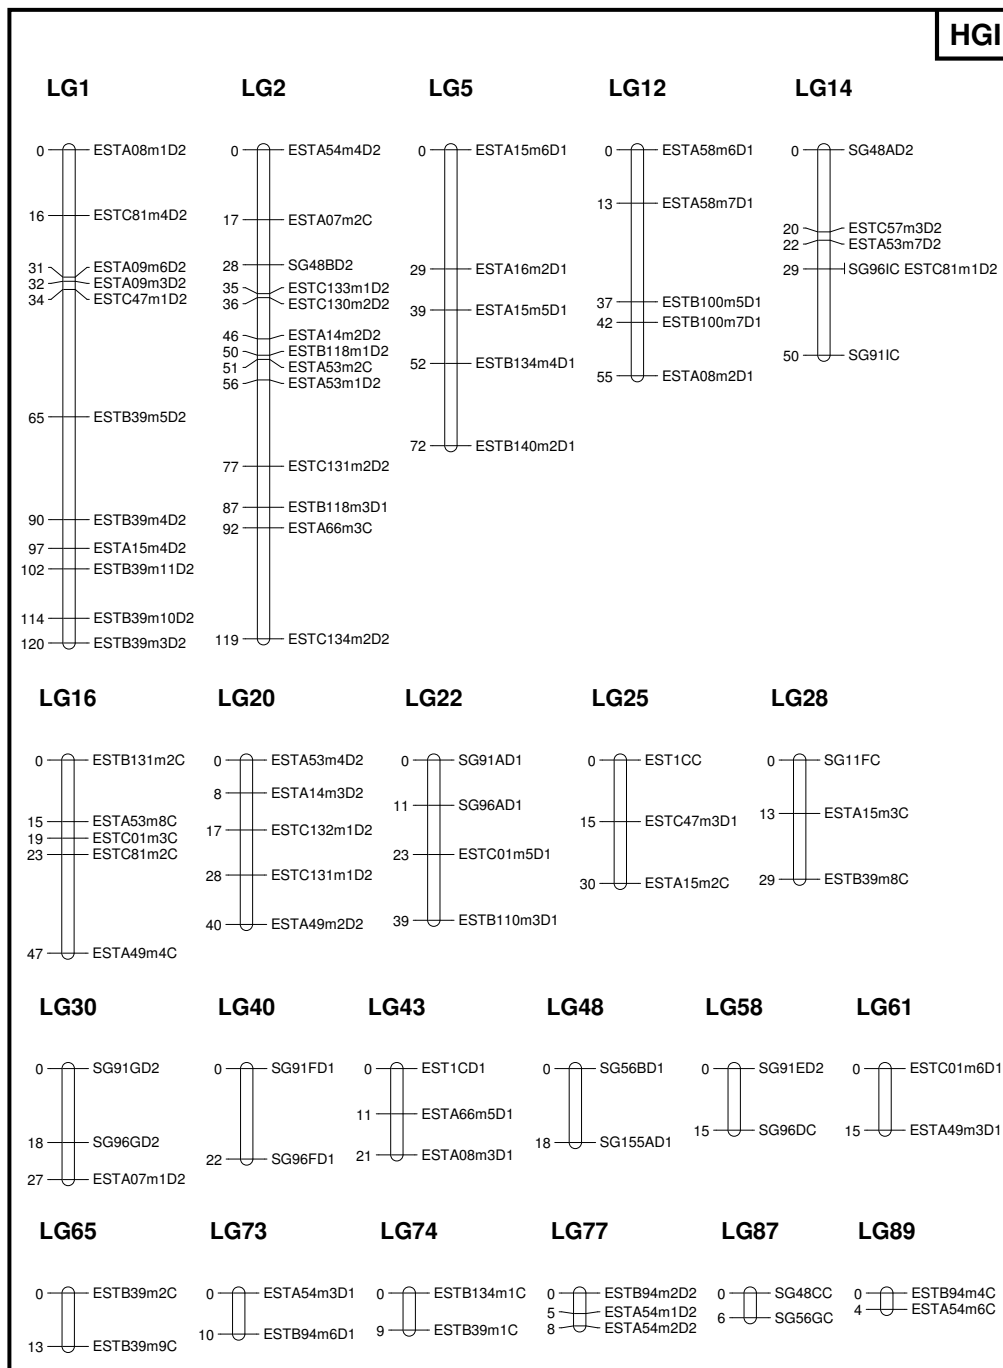 HGI
LG1 LG2 LG5 LG12 LG14
0 ESTA08m1D2
16 ESTC81m4D2
31 ESTA09m6D2
32 ESTA09m3D2
34 ESTC47m1D2
65 ESTB39m5D2
90 ESTB39m4D2
97 ESTA15m4D2
102 ESTB39m11D2
114 ESTB39m10D2
120 ESTB39m3D2
0 ESTA54m4D2
17 ESTA07m2C
28 SG48BD2
35 ESTC133m1D2
36 ESTC130m2D2
46 ESTA14m2D2
50 ESTB118m1D2
51 ESTA53m2C
56 ESTA53m1D2
77 ESTC131m2D2
87 ESTB118m3D1
92 ESTA66m3C
119 ESTC134m2D2
0 ESTA15m6D1
29 ESTA16m2D1
39 ESTA15m5D1
52 ESTB134m4D1
72 ESTB140m2D1
0 ESTA58m6D1
13 ESTA58m7D1
37 ESTB100m5D1
42 ESTB100m7D1
55 ESTA08m2D1
0 SG48AD2
20 ESTC57m3D2
22 ESTA53m7D2
29 SG96IC ESTC81m1D2
50 SG91IC
LG16 LG20 LG22 LG25 LG28
0 ESTB131m2C
15 ESTA53m8C
19 ESTC01m3C
23 ESTC81m2C
47 ESTA49m4C
0 ESTA53m4D2
8 ESTA14m3D2
17 ESTC132m1D2
28 ESTC131m1D2
40 ESTA49m2D2
0 SG91AD1
11 SG96AD1
23 ESTC01m5D1
39 ESTB110m3D1
0 EST1CC
15 ESTC47m3D1
30 ESTA15m2C
0 SG11FC
13 ESTA15m3C
29 ESTB39m8C
LG30 LG40 LG43 LG48 LG58 LG61
0 SG91GD2
18 SG96GD2
27 ESTA07m1D2
0 SG91FD1
22 SG96FD1
0 EST1CD1
11 ESTA66m5D1
21 ESTA08m3D1
0 SG56BD1
18 SG155AD1
0 SG91ED2
15 SG96DC
0 ESTC01m6D1
15 ESTA49m3D1
LG65 LG73 LG74 LG77 LG87 LG89
0 ESTB39m2C
13 ESTB39m9C
0 ESTA54m3D1
10 ESTB94m6D1
0 ESTB134m1C
9 ESTB39m1C
0 ESTB94m2D2
5 ESTA54m1D2
8 ESTA54m2D2
0 SG48CC
6 SG56GC
0 ESTB94m4C
4 ESTA54m6C